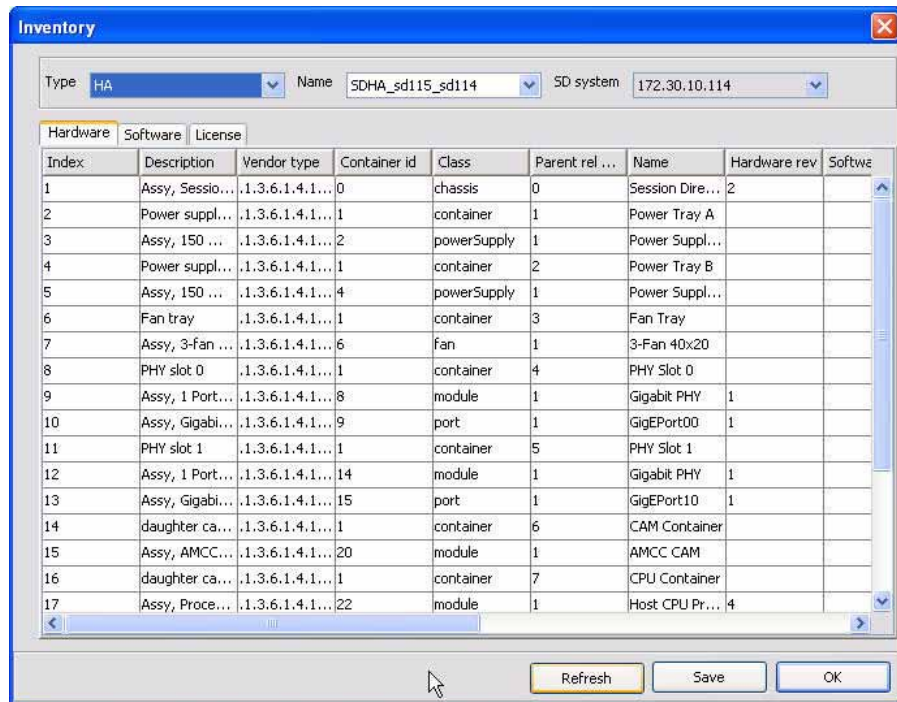 Inventory
Type HA Name SDHA_sd115_sd114 SD system 172.30.10.114
Hardware Software License
Index Description Vendor type Container id Class Parent rel ... Name Hardware rev Softwa
1 Assy, Sessio... .1.3.6.1.4.1... 0 chassis 0 Session Dire... 2
2 Power suppl... .1.3.6.1.4.1... 1 container 1 Power Tray A
3 Assy, 150 ... .1.3.6.1.4.1... 2 powerSupply 1 Power Suppl...
4 Power suppl... .1.3.6.1.4.1... 1 container 2 Power Tray B
5 Assy, 150 ... .1.3.6.1.4.1... 4 powerSupply 1 Power Suppl...
6 Fan tray .1.3.6.1.4.1... 1 container 3 Fan Tray
7 Assy, 3-fan ... .1.3.6.1.4.1... 6 fan 1 3-Fan 40x20
8 PHY slot 0 .1.3.6.1.4.1... 1 container 4 PHY Slot 0
9 Assy, 1 Port... .1.3.6.1.4.1... 8 module 1 Gigabit PHY 1
10 Assy, Gigabi... .1.3.6.1.4.1... 9 port 1 GigEPort00 1
11 PHY slot 1 .1.3.6.1.4.1... 1 container 5 PHY Slot 1
12 Assy, 1 Port... .1.3.6.1.4.1... 14 module 1 Gigabit PHY 1
13 Assy, Gigabi... .1.3.6.1.4.1... 15 port 1 GigEPort10 1
14 daughter ca... .1.3.6.1.4.1... 1 container 6 CAM Container
15 Assy, AMCC... .1.3.6.1.4.1... 20 module 1 AMCC CAM
16 daughter ca... .1.3.6.1.4.1... 1 container 7 CPU Container
17 Assy, Proce... .1.3.6.1.4.1... 22 module 1 Host CPU Pr... 4
Refresh Save OK